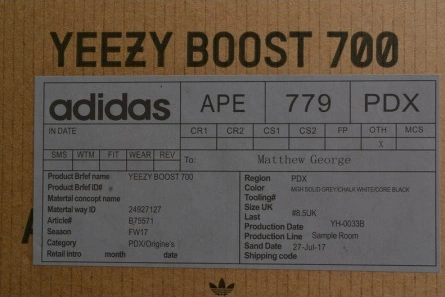 YEEZY BOOST 700
adidas APE 779 PDX
IN DATE CR1 CR2 CS1 CS2 FP OTH MCS
X
SMS WTM FIT WEAR REV To: Matthew George
Product Brief name YEEZY BOOST 700
Product Brief ID#
Material concept name
Material way ID 24927127
Article# B75571
Season FW17
Category PDX/Origine's
Retail Intro month date
Region PDX
Color MGH SOLID GREY/CHALK WHITE/CORE BLACK
Tooling#
Size UK #8.5UK
Last
Production Date YH-0033B
Production Line Sample Room
Sand Date 27-Jul-17
Shipping code